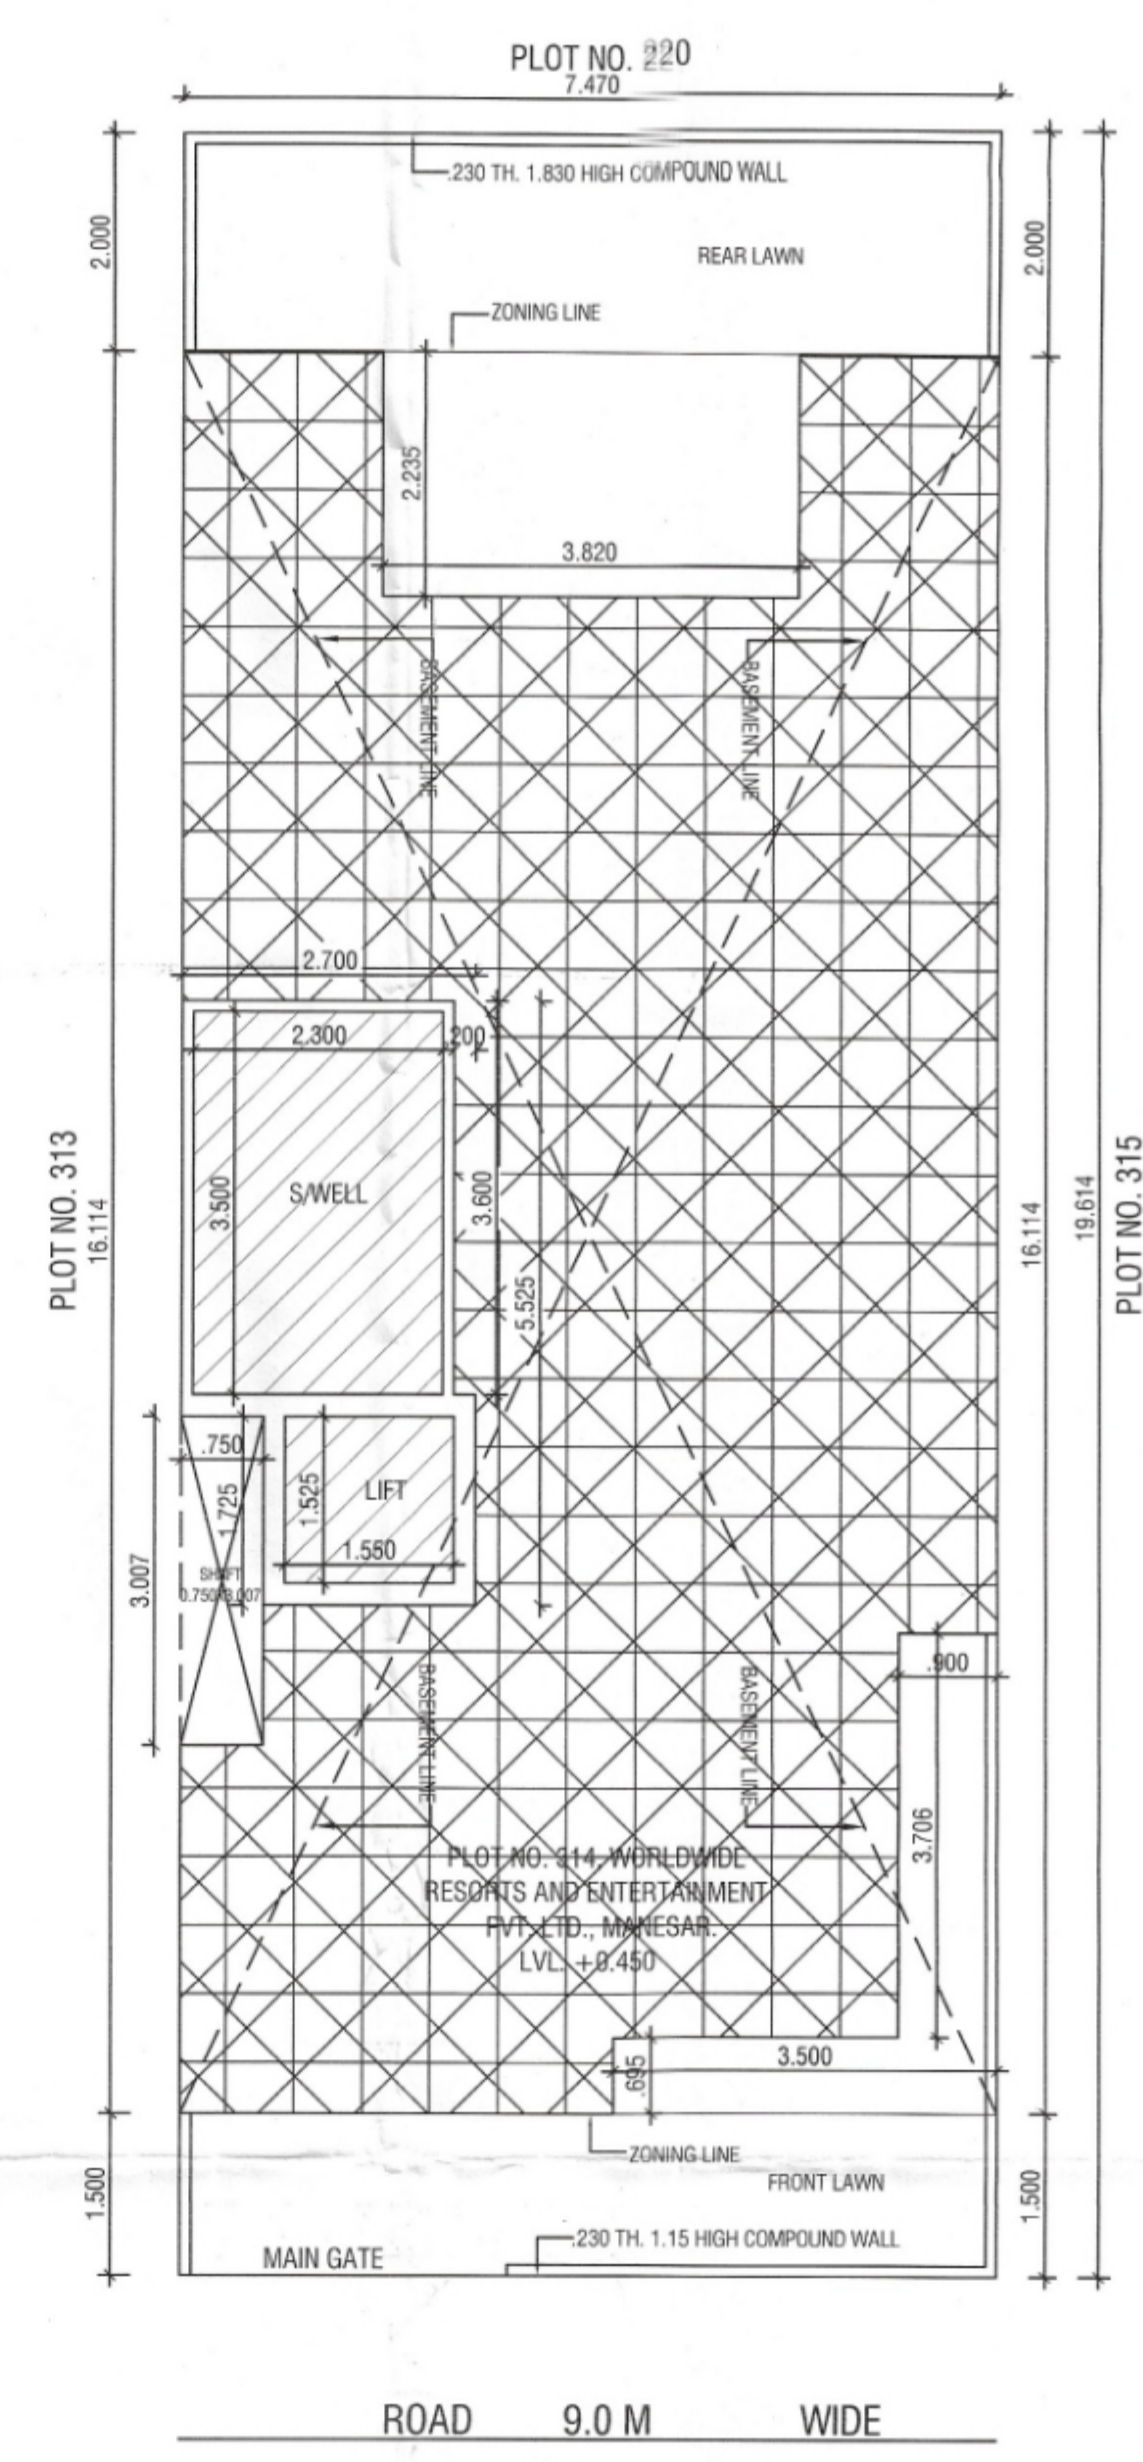 PLOT NO. 220
7.470
.230 TH. 1.830 HIGH COMPOUND WALL
2.000
2.000
REAR LAWN
ZONING LINE
2.235
3.820
BASEMENT LINE
BASEMENT LINE
2.700
2.300
.200
S/WELL
3.500
3.600
5.525
PLOT NO. 313
16.114
16.114
19.614
PLOT NO. 315
.750
1.725
1.525
LIFT
1.550
3.007
SHAFT
0.750X3.007
.900
BASEMENT LINE
BASEMENT LINE
3.706
PLOT NO. 314, WORLDWIDE
RESORTS AND ENTERTAINMENT
PVT. LTD., MANESAR.
LVL. +0.450
.695
3.500
ZONING LINE
FRONT LAWN
1.500
1.500
.230 TH. 1.15 HIGH COMPOUND WALL
MAIN GATE
ROAD 9.0 M WIDE